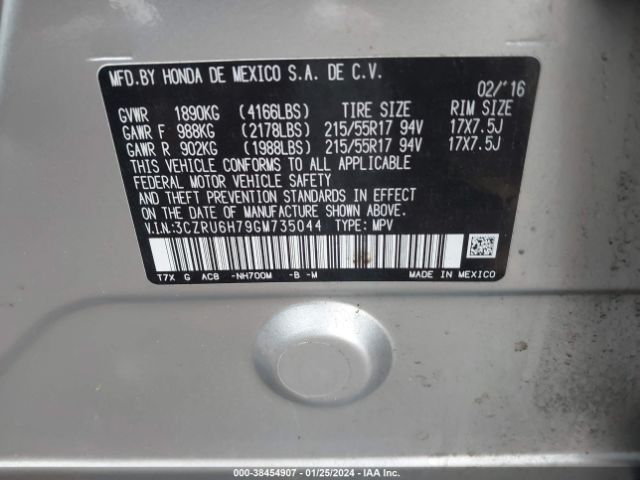 MFD.BY HONDA DE MEXICO S.A. DE C.V.
02/'16
GVWR 1890KG (4166LBS) TIRE SIZE RIM SIZE
GAWR F 988KG (2178LBS) 215/55R17 94V 17X7.5J
GAWR R 902KG (1988LBS) 215/55R17 94V 17X7.5J
THIS VEHICLE CONFORMS TO ALL APPLICABLE
FEDERAL MOTOR VEHICLE SAFETY
AND THEFT PREVENTION STANDARDS IN EFFECT
ON THE DATE OF MANUFACTURE SHOWN ABOVE.
V.I.N:3CZRU6H79GM735044 TYPE: MPV
T7X G AC8 -NH700M -B -M
MADE IN MEXICO
000-38454907 - 01/25/2024 - IAAI.com